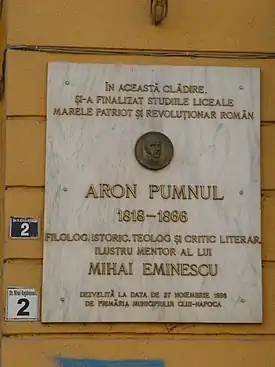 ÎN ACEASTĂ CLĂDIRE,
ȘI-A FINALIZAT STUDIILE LICEALE
MARELE PATRIOT ȘI REVOLUȚIONAR ROMÂN
ARON PUMNUL
1818-1866
FILOLOG, ISTORIC, TEOLOG ȘI CRITIC LITERAR,
ILUSTRU MENTOR AL LUI
MIHAI EMINESCU
DEZVELITĂ LA DATA DE 27 NOIEMBRIE
DE PRIMĂRIA MUNICIPIULUI CLUJ-NAPOCA
2
2